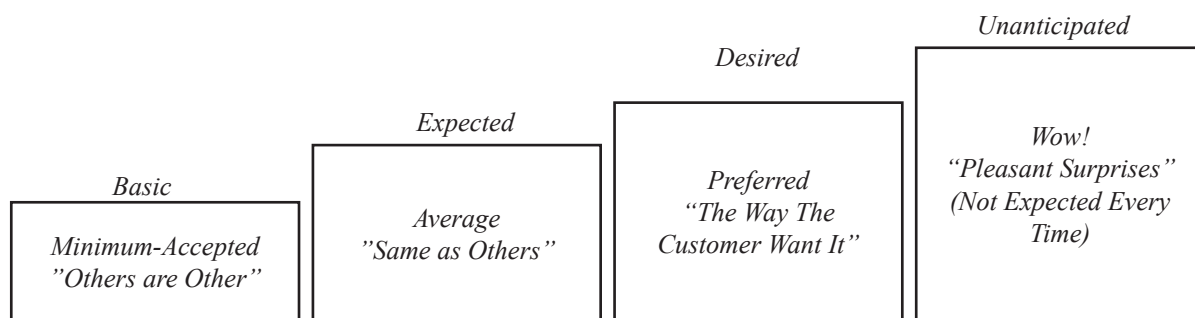 Basic
Minimum-Accepted
”Others are Other”
Expected
Average
”Same as Others”
Desired
Preferred
“The Way The
Customer Want It”
Unanticipated
Wow!
“Pleasant Surprises”
(Not Expected Every
Time)